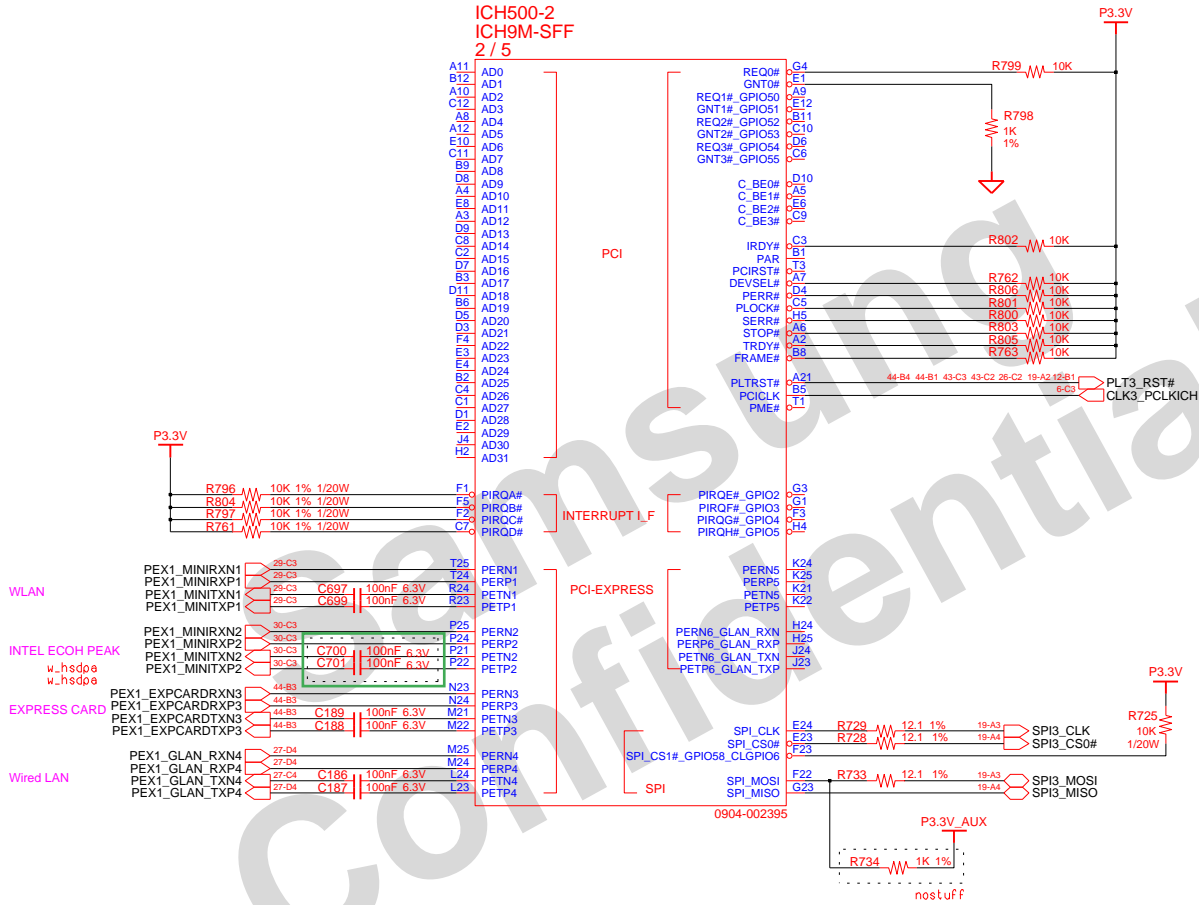 ICH500-2
ICH9M-SFF
2 / 5
P3.3V
A11 AD0
B12 AD1
A10 AD2
C12 AD3
A8 AD4
A12 AD5
E10 AD6
C11 AD7
B9 AD8
D8 AD9
A4 AD10
E8 AD11
A3 AD12
D9 AD13
C8 AD14
C2 AD15
D7 AD16
B3 AD17
D11 AD18
B6 AD19
D5 AD20
D3 AD21
F4 AD22
E3 AD23
E4 AD24
B2 AD25
C4 AD26
C1 AD27
D1 AD28
E2 AD29
J4 AD30
H2 AD31
PCI
REQ0# G4 R799 10K
GNT0# E1
REQ1#_GPIO50 A9
GNT1#_GPIO51 E12
REQ2#_GPIO52 B11
GNT2#_GPIO53 C10
REQ3#_GPIO54 D6
GNT3#_GPIO55 C6
R798
1K
1%
C_BE0# D10
C_BE1# A5
C_BE2# E6
C_BE3# C9
IRDY# C3 R802 10K
PAR B1
PCIRST# T3
DEVSEL# A7 R762 10K
PERR# D4 R806 10K
PLOCK# C5 R801 10K
SERR# H5 R800 10K
STOP# A6 R803 10K
TRDY# A2 R805 10K
FRAME# B8 R763 10K
PLTRST# A21 44-B4 44-B1 43-C3 43-C2 26-C2 19-A2 12-B1 PLT3_RST#
PCICLK B5 6-C3 CLK3_PCLKICH
PME# T1
P3.3V
R796 10K 1% 1/20W F1 PIRQA#
R804 10K 1% 1/20W F5 PIRQB#
R797 10K 1% 1/20W F2 PIRQC#
R761 10K 1% 1/20W C7 PIRQD#
INTERRUPT I_F
PIRQE#_GPIO2 G3
PIRQF#_GPIO3 G1
PIRQG#_GPIO4 F3
PIRQH#_GPIO5 H4
WLAN
PEX1_MINIRXN1 29-C3 T25 PERN1
PEX1_MINIRXP1 29-C3 T24 PERP1
PEX1_MINITXN1 29-C3 C697 100nF 6.3V R24 PETN1
PEX1_MINITXP1 29-C3 C699 100nF 6.3V R23 PETP1
INTEL ECOH PEAK
w_hsdpa
w_hsdpa
PEX1_MINIRXN2 30-C3 P25 PERN2
PEX1_MINIRXP2 30-C3 P24 PERP2
PEX1_MINITXN2 30-C3 C700 100nF 6.3V P21 PETN2
PEX1_MINITXP2 30-C3 C701 100nF 6.3V P22 PETP2
EXPRESS CARD
PEX1_EXPCARDRXN3 44-B3 N23 PERN3
PEX1_EXPCARDRXP3 44-B3 N24 PERP3
PEX1_EXPCARDTXN3 44-B3 C189 100nF 6.3V M21 PETN3
PEX1_EXPCARDTXP3 44-B3 C188 100nF 6.3V M22 PETP3
Wired LAN
PEX1_GLAN_RXN4 27-D4 M25 PERN4
PEX1_GLAN_RXP4 27-D4 M24 PERP4
PEX1_GLAN_TXN4 27-C4 C186 100nF 6.3V L24 PETN4
PEX1_GLAN_TXP4 27-D4 C187 100nF 6.3V L23 PETP4
PCI-EXPRESS
PERN5 K24
PERP5 K25
PETN5 K21
PETP5 K22
PERN6_GLAN_RXN H24
PERP6_GLAN_RXP H25
PETN6_GLAN_TXN J24
PETP6_GLAN_TXP J23
P3.3V
R725
10K
1/20W
SPI
SPI_CLK E24 R729 12.1 1% 19-A3 SPI3_CLK
SPI_CS0# E23 R728 12.1 1% 19-A4 SPI3_CS0#
SPI_CS1#_GPIO58_CLGPIO6 F23
SPI_MOSI F22 R733 12.1 1% 19-A3 SPI3_MOSI
SPI_MISO G23 19-A4 SPI3_MISO
0904-002395
P3.3V_AUX
R734 1K 1%
nostuff
Samsung
Confidential